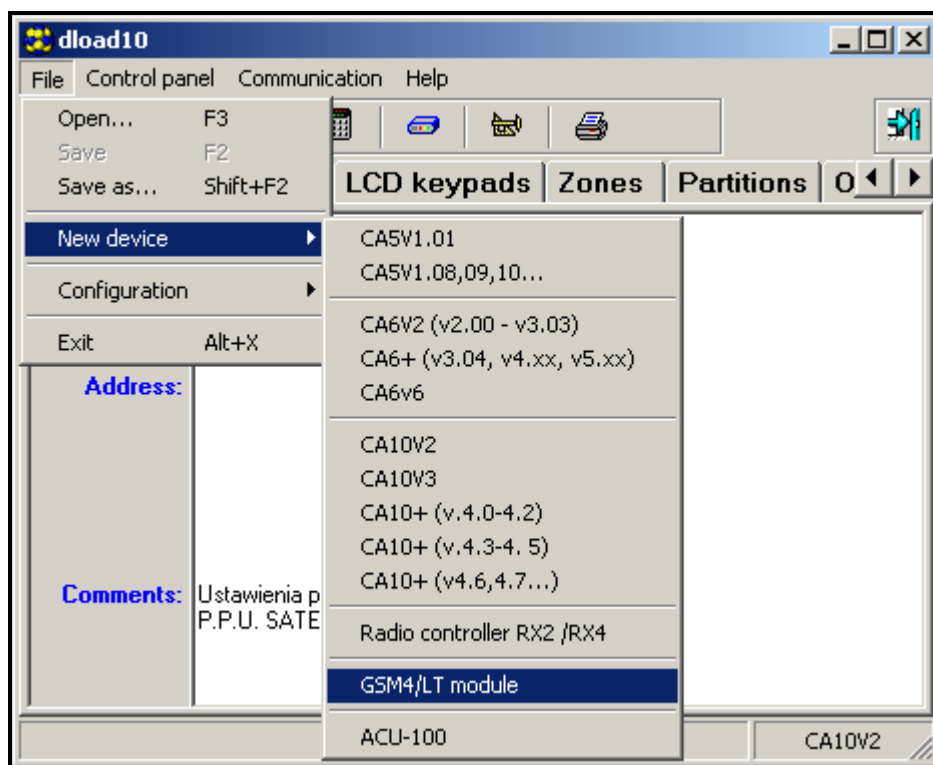 dload10
File Control panel Communication Help
Open... F3
Save F2
Save as... Shift+F2
New device
Configuration
Exit Alt+X
LCD keypads Zones Partitions
CA5V1.01
CA5V1.08,09,10...
CA6V2 (v2.00 - v3.03)
CA6+ (v3.04, v4.xx, v5.xx)
CA6v6
CA10V2
CA10V3
CA10+ (v.4.0-4.2)
CA10+ (v.4.3-4. 5)
CA10+ (v4.6,4.7...)
Radio controller RX2 /RX4
GSM4/LT module
ACU-100
Address:
Comments: Ustawienia p
P.P.U. SATE
CA10V2